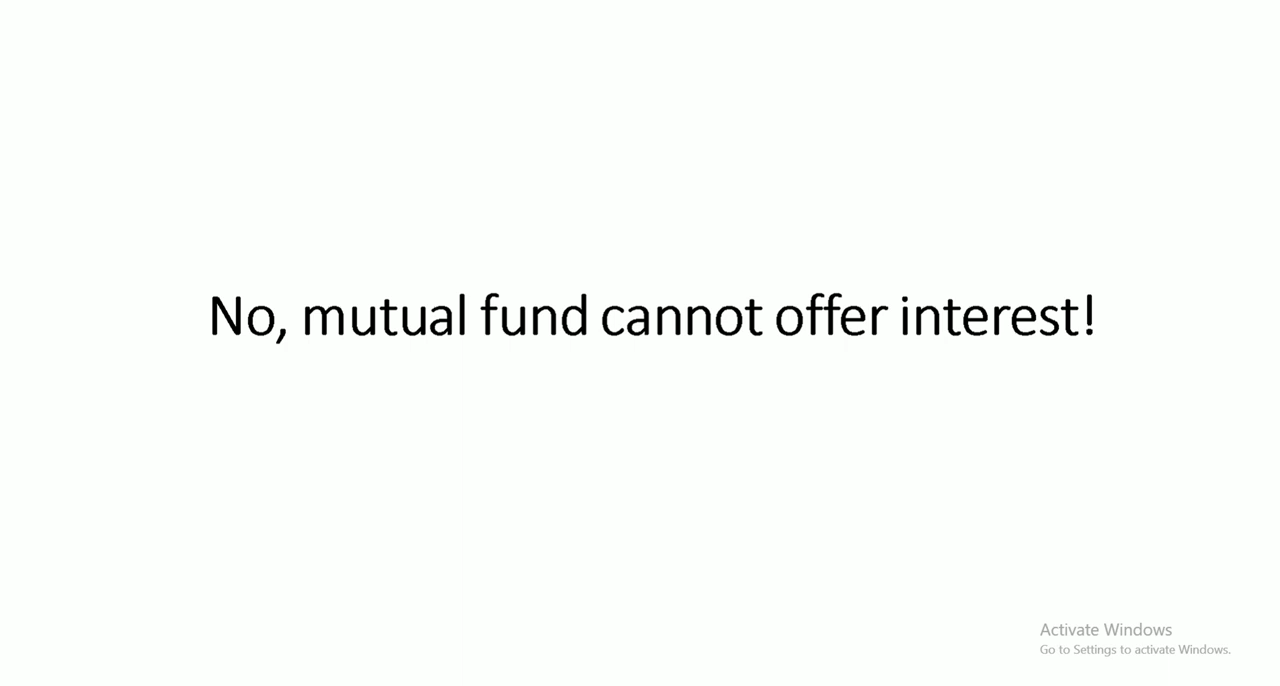 No, mutual fund cannot offer interest!
Activate Windows
Go to Settings to activate Windows.